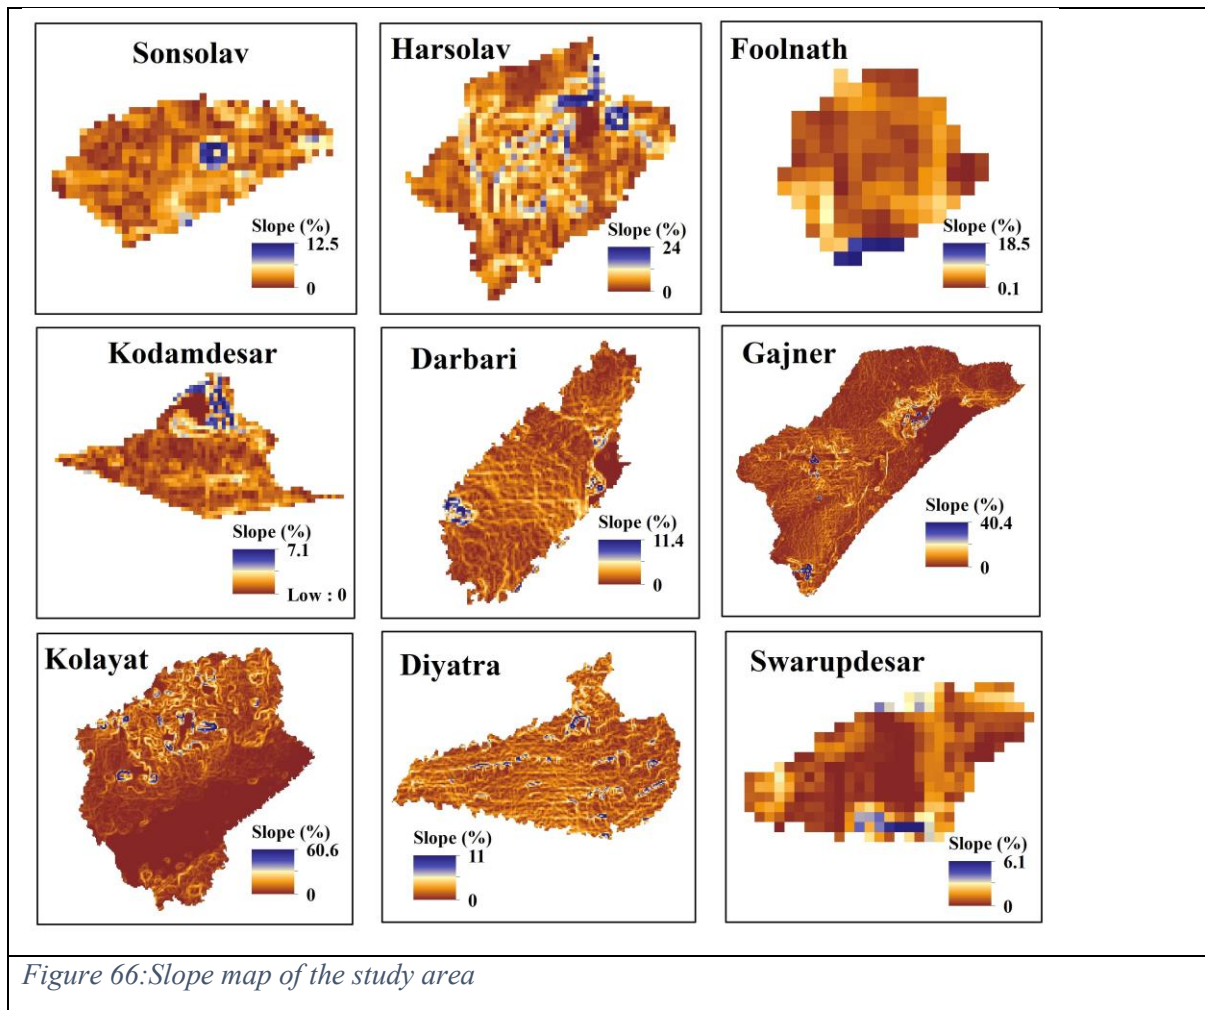 Sonsolav
Slope (%)
12.5
0
Harsolav
Slope (%)
24
0
Foolnath
Slope (%)
18.5
0.1
Kodamdesar
Slope (%)
7.1
Low : 0
Darbari
Slope (%)
11.4
0
Gajner
Slope (%)
40.4
0
Kolayat
Slope (%)
60.6
0
Diyatra
Slope (%)
11
0
Swarupdesar
Slope (%)
6.1
0
Figure 66:Slope map of the study area